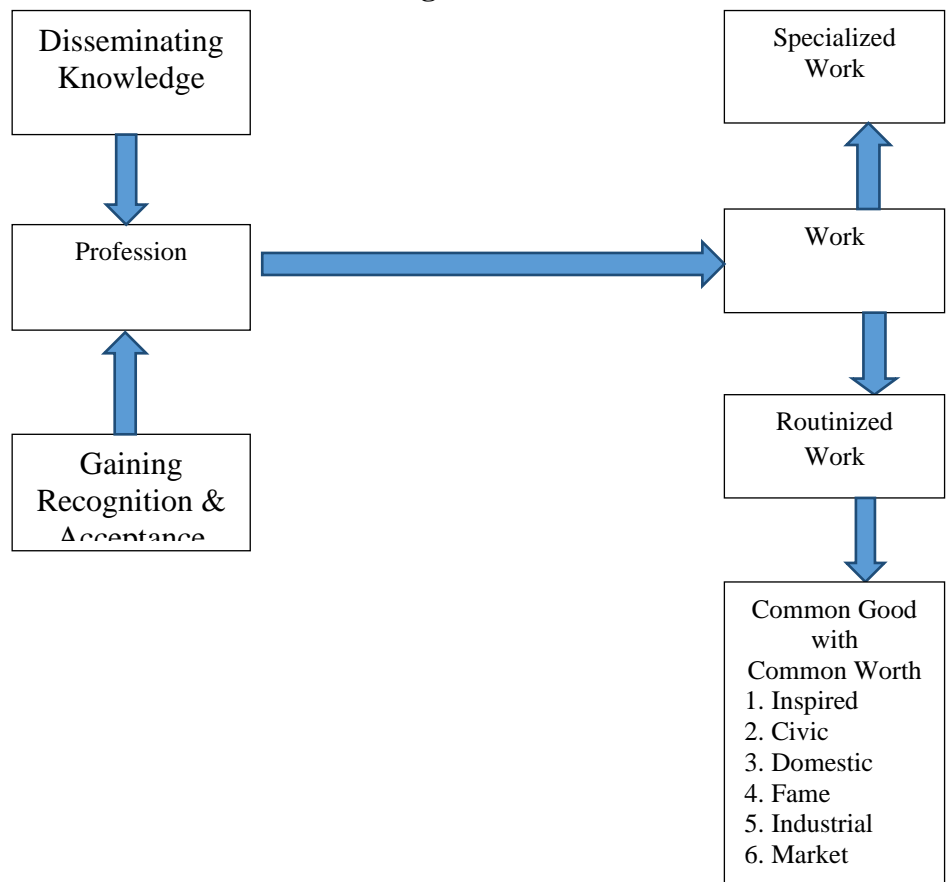 Disseminating
Knowledge
Specialized
Work
Profession
Work
Gaining
Recognition &
Acceptance
Routinized
Work
Common Good
with
Common Worth
1. Inspired
2. Civic
3. Domestic
4. Fame
5. Industrial
6. Market